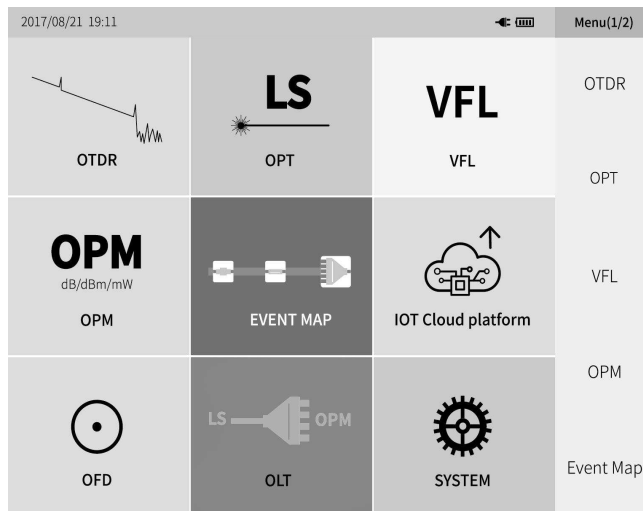 2017/08/21 19:11
Menu(1/2)
OTDR
LS
OPT
VFL
VFL
OPM
dB/dBm/mW
OPM
EVENT MAP
IOT Cloud platform
OFD
LS OPM
OLT
SYSTEM
OTDR
OPT
VFL
OPM
Event Map